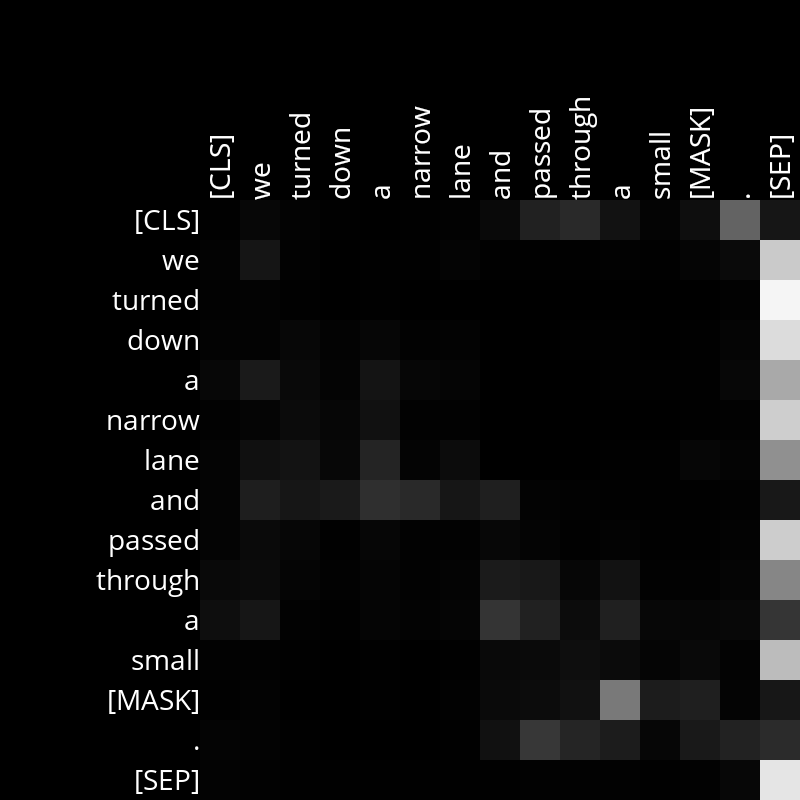 [CLS] we turned down a narrow lane and passed through a small [MASK] . [SEP]
[CLS]
we
turned
down
a
narrow
lane
and
passed
through
a
small
[MASK]
.
[SEP]